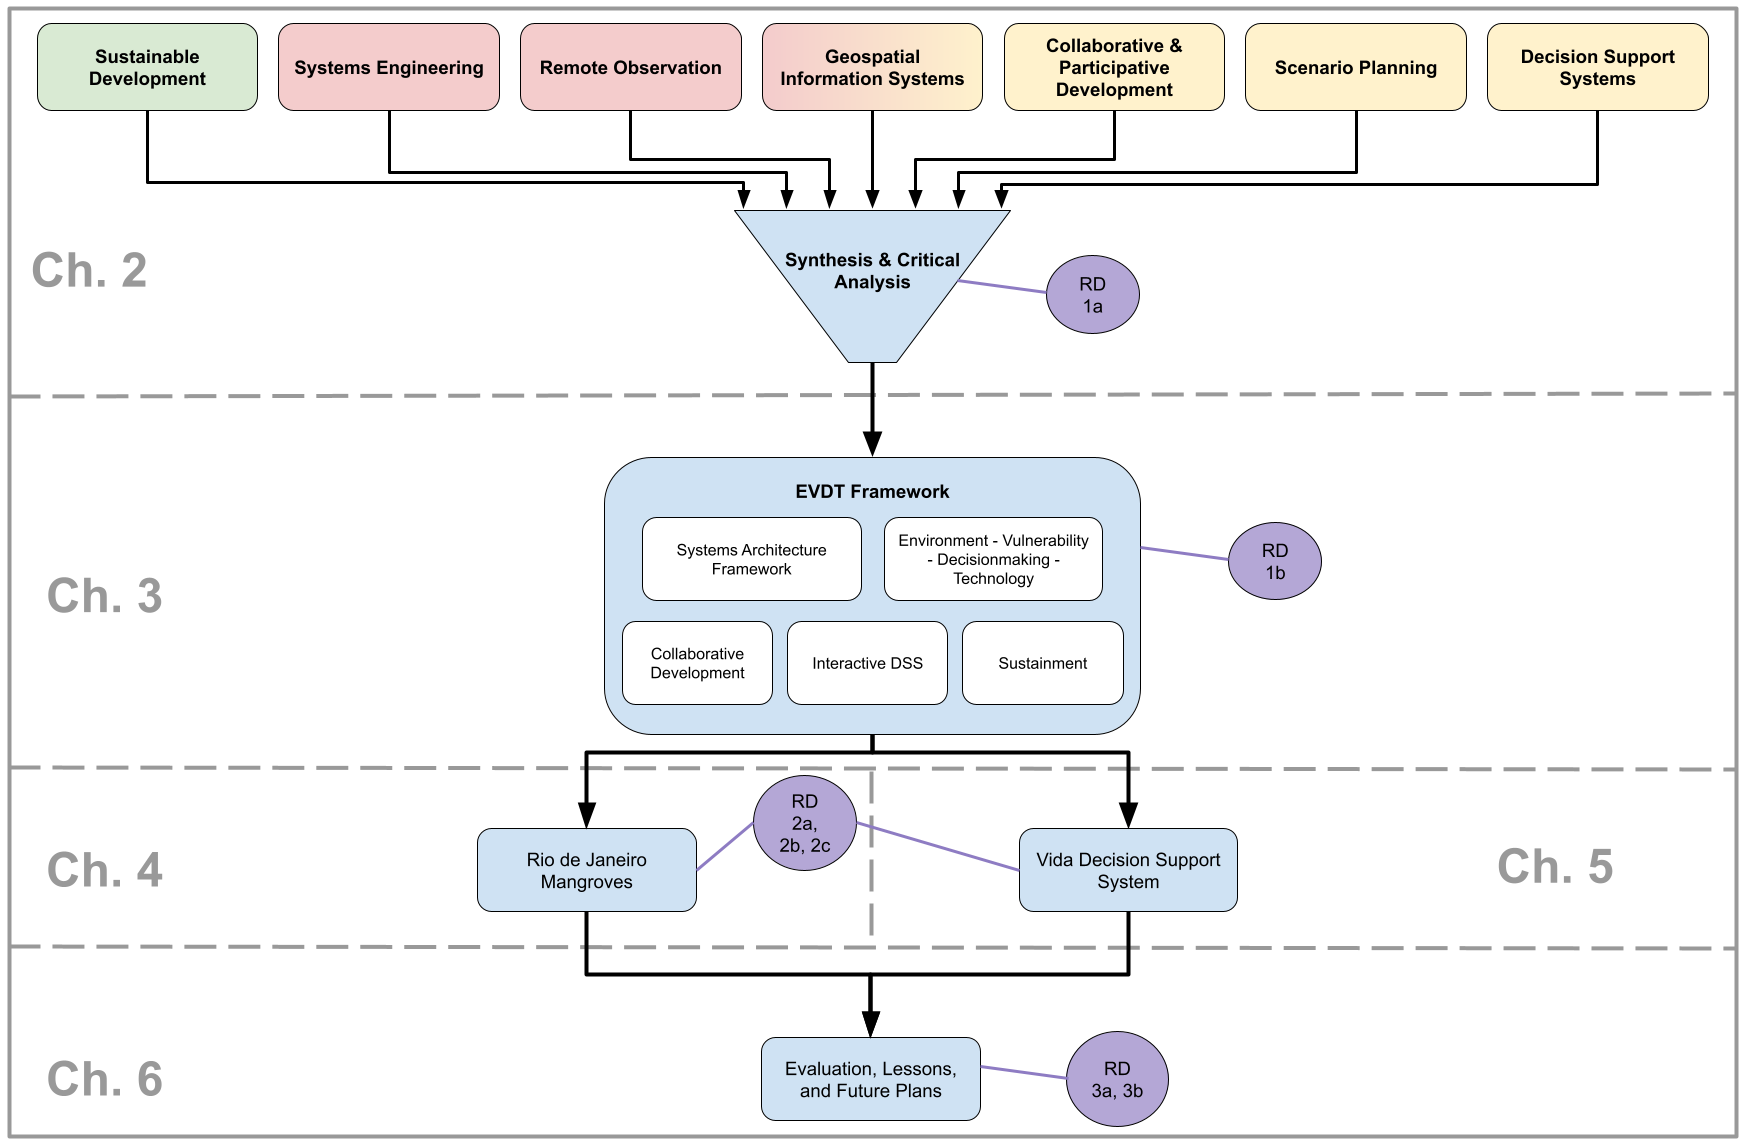 Sustainable
Development
Systems Engineering
Remote Observation
Geospatial
Information Systems
Collaborative &
Participative
Development
Scenario Planning
Decision Support
Systems
Ch. 2
Synthesis & Critical
Analysis
RD
1a
Ch. 3
EVDT Framework
Systems Architecture
Framework
Environment - Vulnerability
- Decisionmaking -
Technology
Collaborative
Development
Interactive DSS
Sustainment
RD
1b
Ch. 4
Rio de Janeiro
Mangroves
RD
2a,
2b, 2c
Vida Decision Support
System
Ch. 5
Ch. 6
Evaluation, Lessons,
and Future Plans
RD
3a, 3b